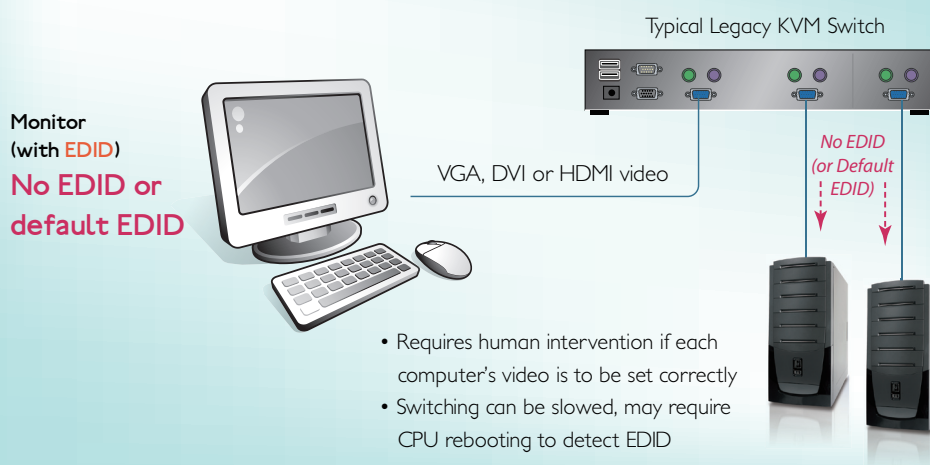 Typical Legacy KVM Switch
Monitor
(with EDID)
No EDID or
default EDID
VGA, DVI or HDMI video
No EDID
(or Default
EDID)
• Requires human intervention if each
computer's video is to be set correctly
• Switching can be slowed, may require
CPU rebooting to detect EDID